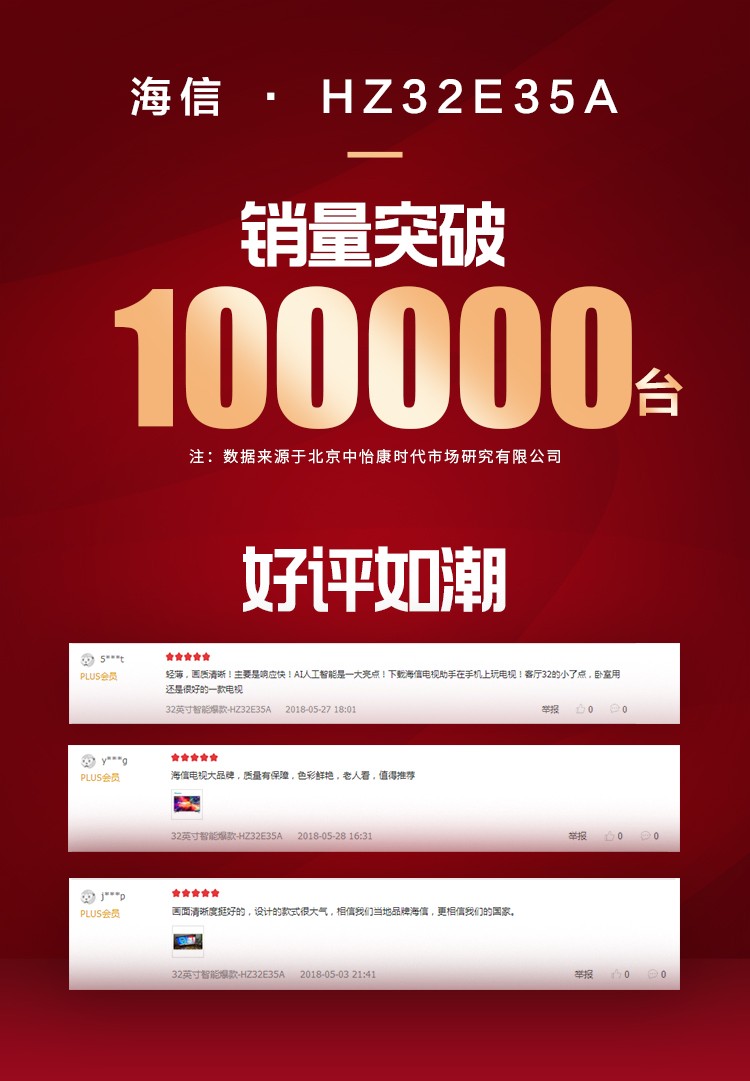 海信 · HZ32E35A
销量突破
100000台
注：数据来源于北京中怡康时代市场研究有限公司
好评如潮
5***t
PLUS会员
轻薄，画质清晰！主要是响应快！AI人工智能是一大亮点！下载海信电视助手在手机上玩电视！客厅32的小了点，卧室用
还是很好的一款电视
32英寸智能爆款-HZ32E35A 2018-05-27 18:01 举报 0 0
y***g
PLUS会员
海信电视大品牌，质量有保障，色彩鲜艳，老人看，值得推荐
32英寸智能爆款-HZ32E35A 2018-05-28 16:31 举报 0 0
j***p
PLUS会员
画面清晰度挺好的，设计的款式很大气，相信我们当地品牌海信，更相信我们的国家。
32英寸智能爆款-HZ32E35A 2018-05-03 21:41 举报 0 0